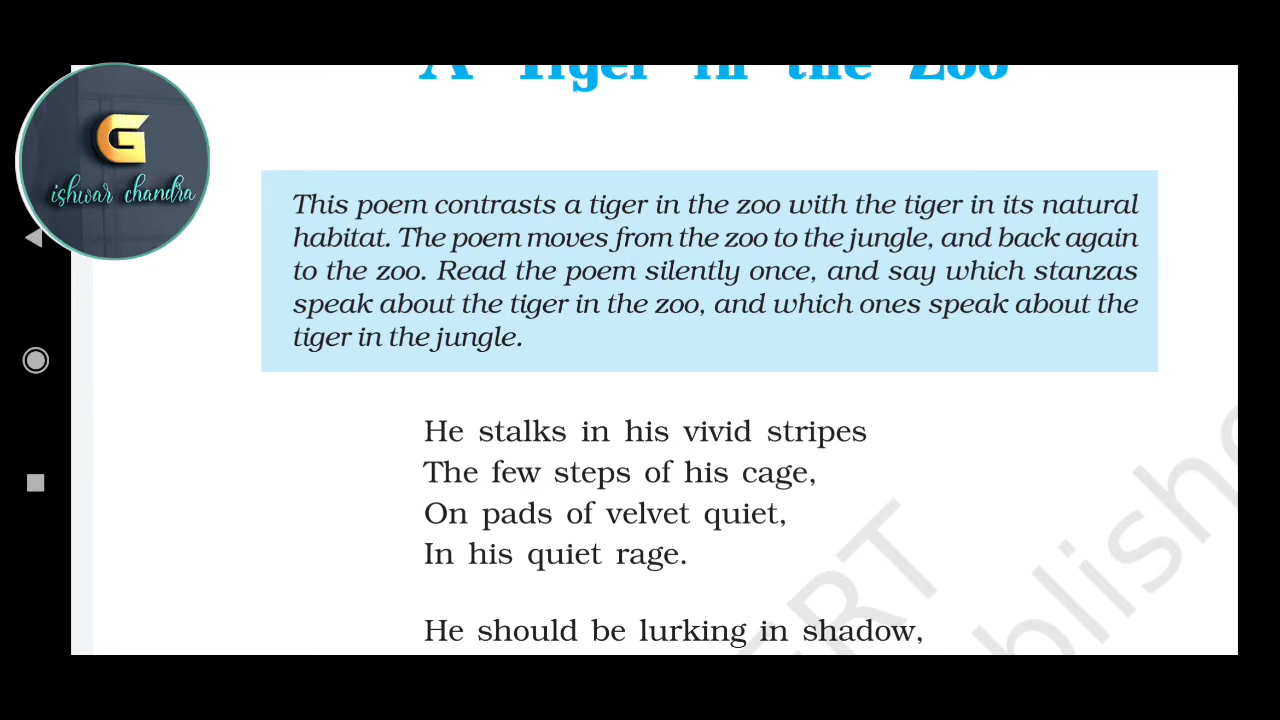 A Tiger in the Zoo
G
ishwar chandra
This poem contrasts a tiger in the zoo with the tiger in its natural
habitat. The poem moves from the zoo to the jungle, and back again
to the zoo. Read the poem silently once, and say which stanzas
speak about the tiger in the zoo, and which ones speak about the
tiger in the jungle.
He stalks in his vivid stripes
The few steps of his cage,
On pads of velvet quiet,
In his quiet rage.
He should be lurking in shadow,